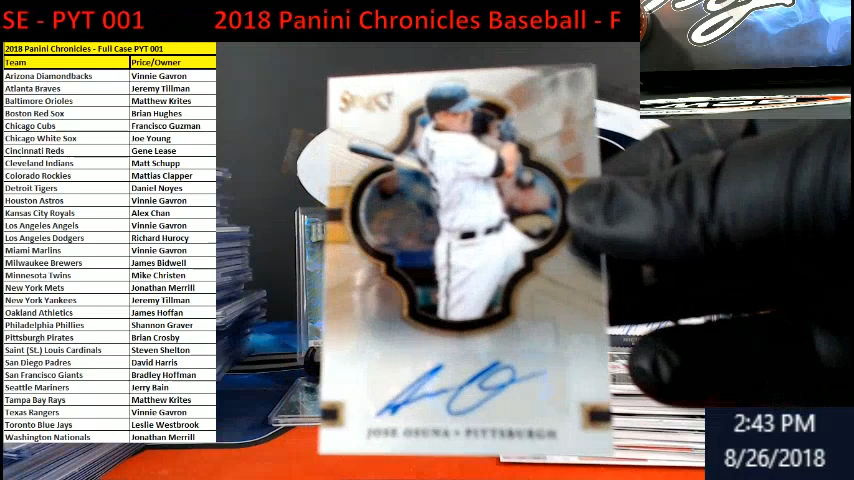 SE - PYT 001 2018 Panini Chronicles Baseball - F
2018 Panini Chronicles - Full Case PYT 001
Team Price/Owner
Arizona Diamondbacks Vinnie Gavron
Atlanta Braves Jeremy Tillman
Baltimore Orioles Matthew Krites
Boston Red Sox Brian Hughes
Chicago Cubs Francisco Guzman
Chicago White Sox Joe Young
Cincinati Reds Gene Lease
Cleveland Indians Matt Schupp
Colorado Rockies Mattias Clapper
Detroit Tigers Daniel Noyes
Houston Astros Vinnie Gavron
Kansas City Royals Alex Chan
Los Angeles Angels Vinnie Gavron
Los Angeles Dodgers Richard Hurocy
Miami Marlins Vinnie Gavron
Milwaukee Brewers James Bidwell
Minnesota Twins Mike Christen
New York Mets Jonathan Merrill
New York Yankees Jeremy Tillman
Oakland Athletics James Hoffan
Philadelphia Phillies Shannon Graver
Pittsburgh Pirates Brian Crosby
Saint (St.) Louis Cardinals Steven Shelton
San Diego Padres David Harris
San Francisco Giants Bradley Hoffman
Seattle Mariners Jerry Bain
Tampa Bay Rays Matthew Krites
Texas Rangers Vinnie Gavron
Toronto Blue Jays Leslie Westbrook
Washington Nationals Jonathan Merrill
SELECT
JOSE OSUNA • PITTSBURGH
2:43 PM
8/26/2018